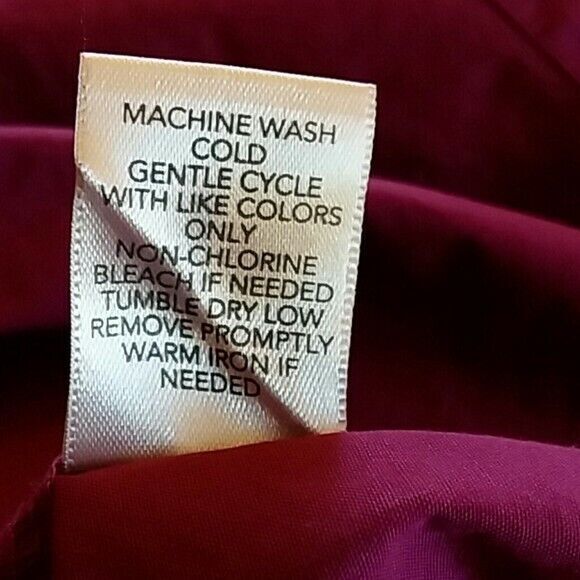 MACHINE WASH
COLD
GENTLE CYCLE
WITH LIKE COLORS
ONLY
NON-CHLORINE
BLEACH IF NEEDED
TUMBLE DRY LOW
REMOVE PROMPTLY
WARM IRON IF
NEEDED